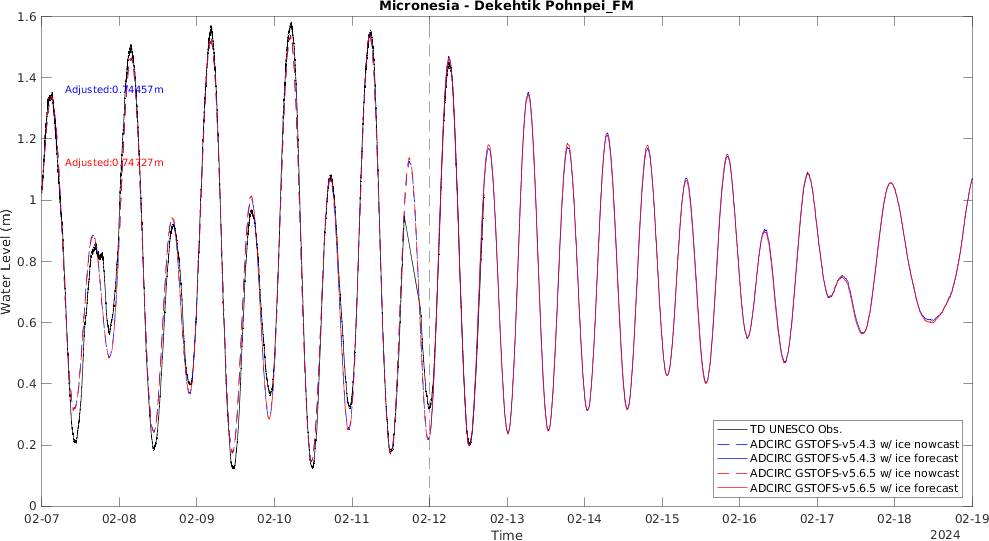 Micronesia - Dekehtik Pohnpei_FM
Water Level (m)
1.6
1.4
1.2
1
0.8
0.6
0.4
0.2
0
Adjusted:0.74457m
Adjusted:0.74727m
TD UNESCO Obs.
ADCIRC GSTOFS-v5.4.3 w/ ice nowcast
ADCIRC GSTOFS-v5.4.3 w/ ice forecast
ADCIRC GSTOFS-v5.6.5 w/ ice nowcast
ADCIRC GSTOFS-v5.6.5 w/ ice forecast
02-07 02-08 02-09 02-10 02-11 02-12 02-13 02-14 02-15 02-16 02-17 02-18 02-19
Time
2024